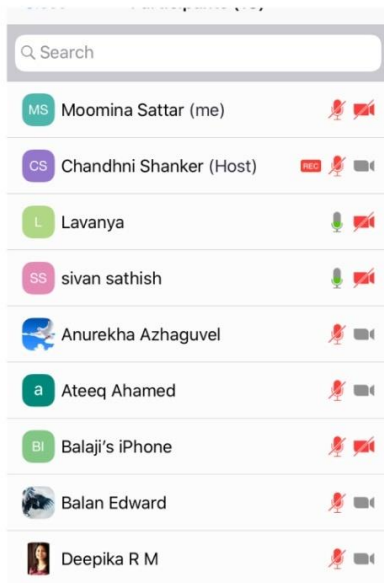 Search
MS Moomina Sattar (me)
CS Chandhni Shanker (Host) REC
L Lavanya
SS sivan sathish
Anurekha Azhaguvel
a Ateeq Ahamed
BI Balaji's iPhone
Balan Edward
Deepika R M